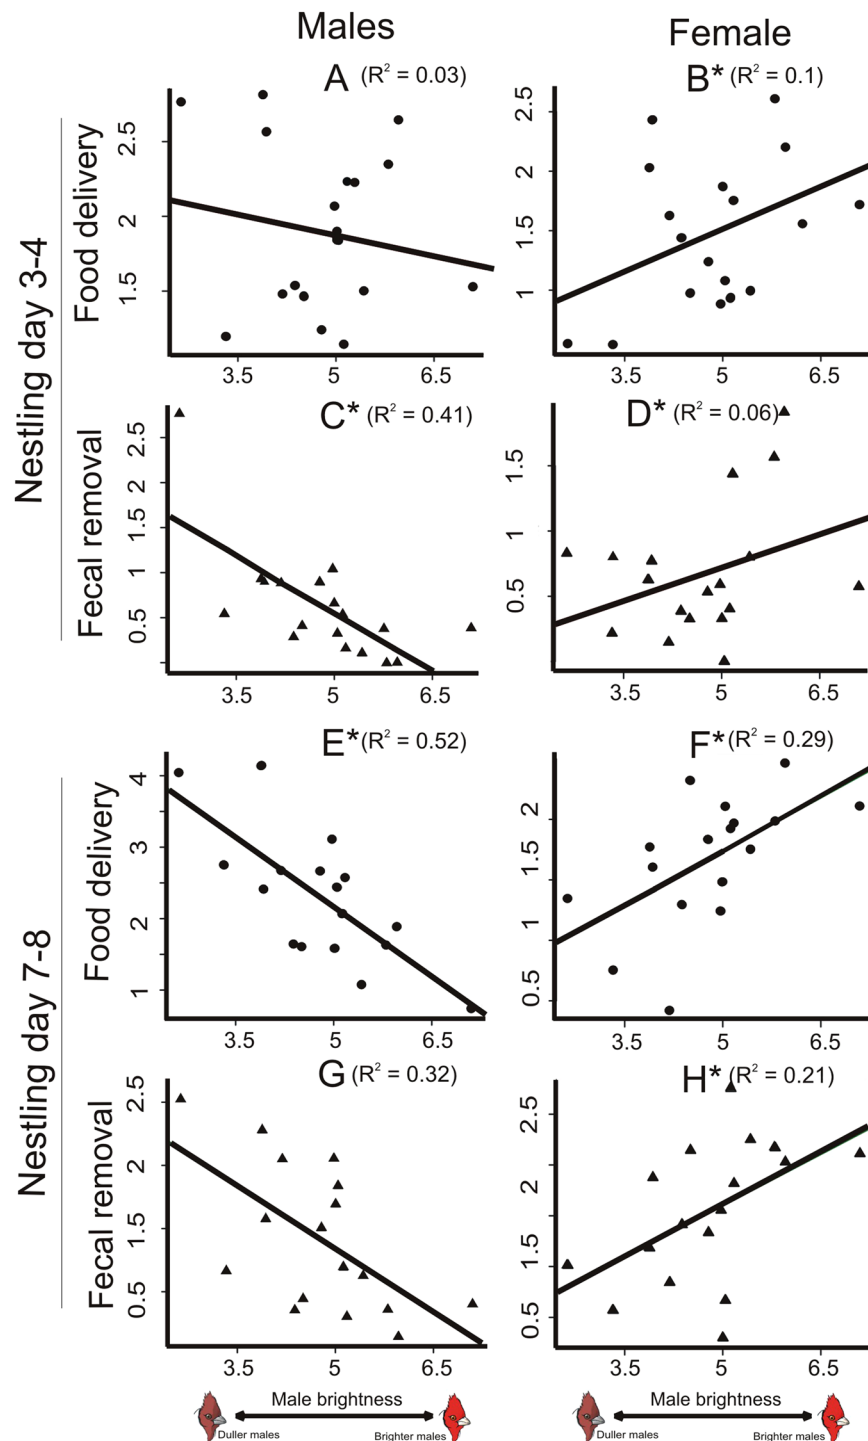 Males
Female
Nestling day 3-4
Food delivery
A (R² = 0.03)
2.5
2
1.5
3.5 5 6.5
B* (R² = 0.1)
2.5
2
1.5
1
3.5 5 6.5
Fecal removal
C* (R² = 0.41)
2.5
2
1.5
1
0.5
3.5 5 6.5
D* (R² = 0.06)
1.5
1
0.5
3.5 5 6.5
Nestling day 7-8
Food delivery
E* (R² = 0.52)
4
3
2
1
3.5 5 6.5
F* (R² = 0.29)
2
1.5
1
0.5
3.5 5 6.5
Fecal removal
G (R² = 0.32)
2.5
2
1.5
0.5
3.5 5 6.5
H* (R² = 0.21)
2.5
2
1.5
0.5
3.5 5 6.5
Male brightness
Duller males Brighter males
Male brightness
Duller males Brighter males